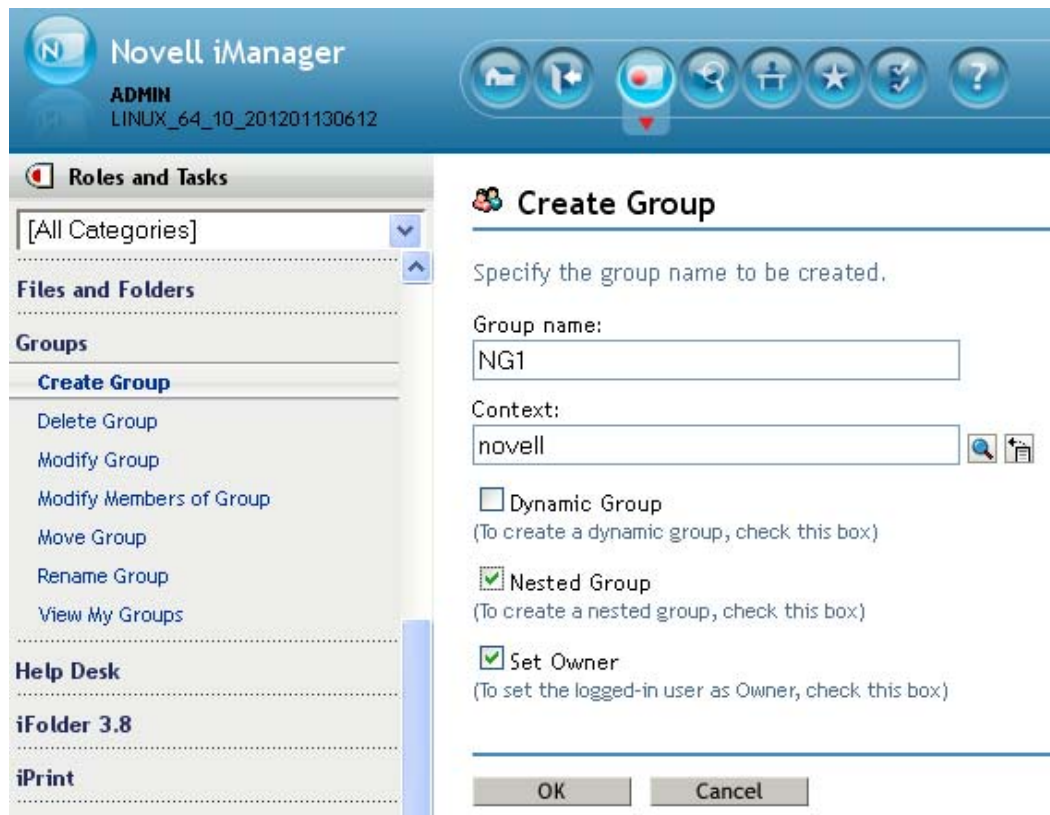 N
Novell iManager
ADMIN
LINUX_64_10_201201130612
?
Roles and Tasks
[All Categories]
Files and Folders
Groups
Create Group
Delete Group
Modify Group
Modify Members of Group
Move Group
Rename Group
View My Groups
Help Desk
iFolder 3.8
iPrint
Create Group
Specify the group name to be created.
Group name:
NG1
Context:
novell
Dynamic Group
(To create a dynamic group, check this box)
Nested Group
(To create a nested group, check this box)
Set Owner
(To set the logged-in user as Owner, check this box)
OK Cancel